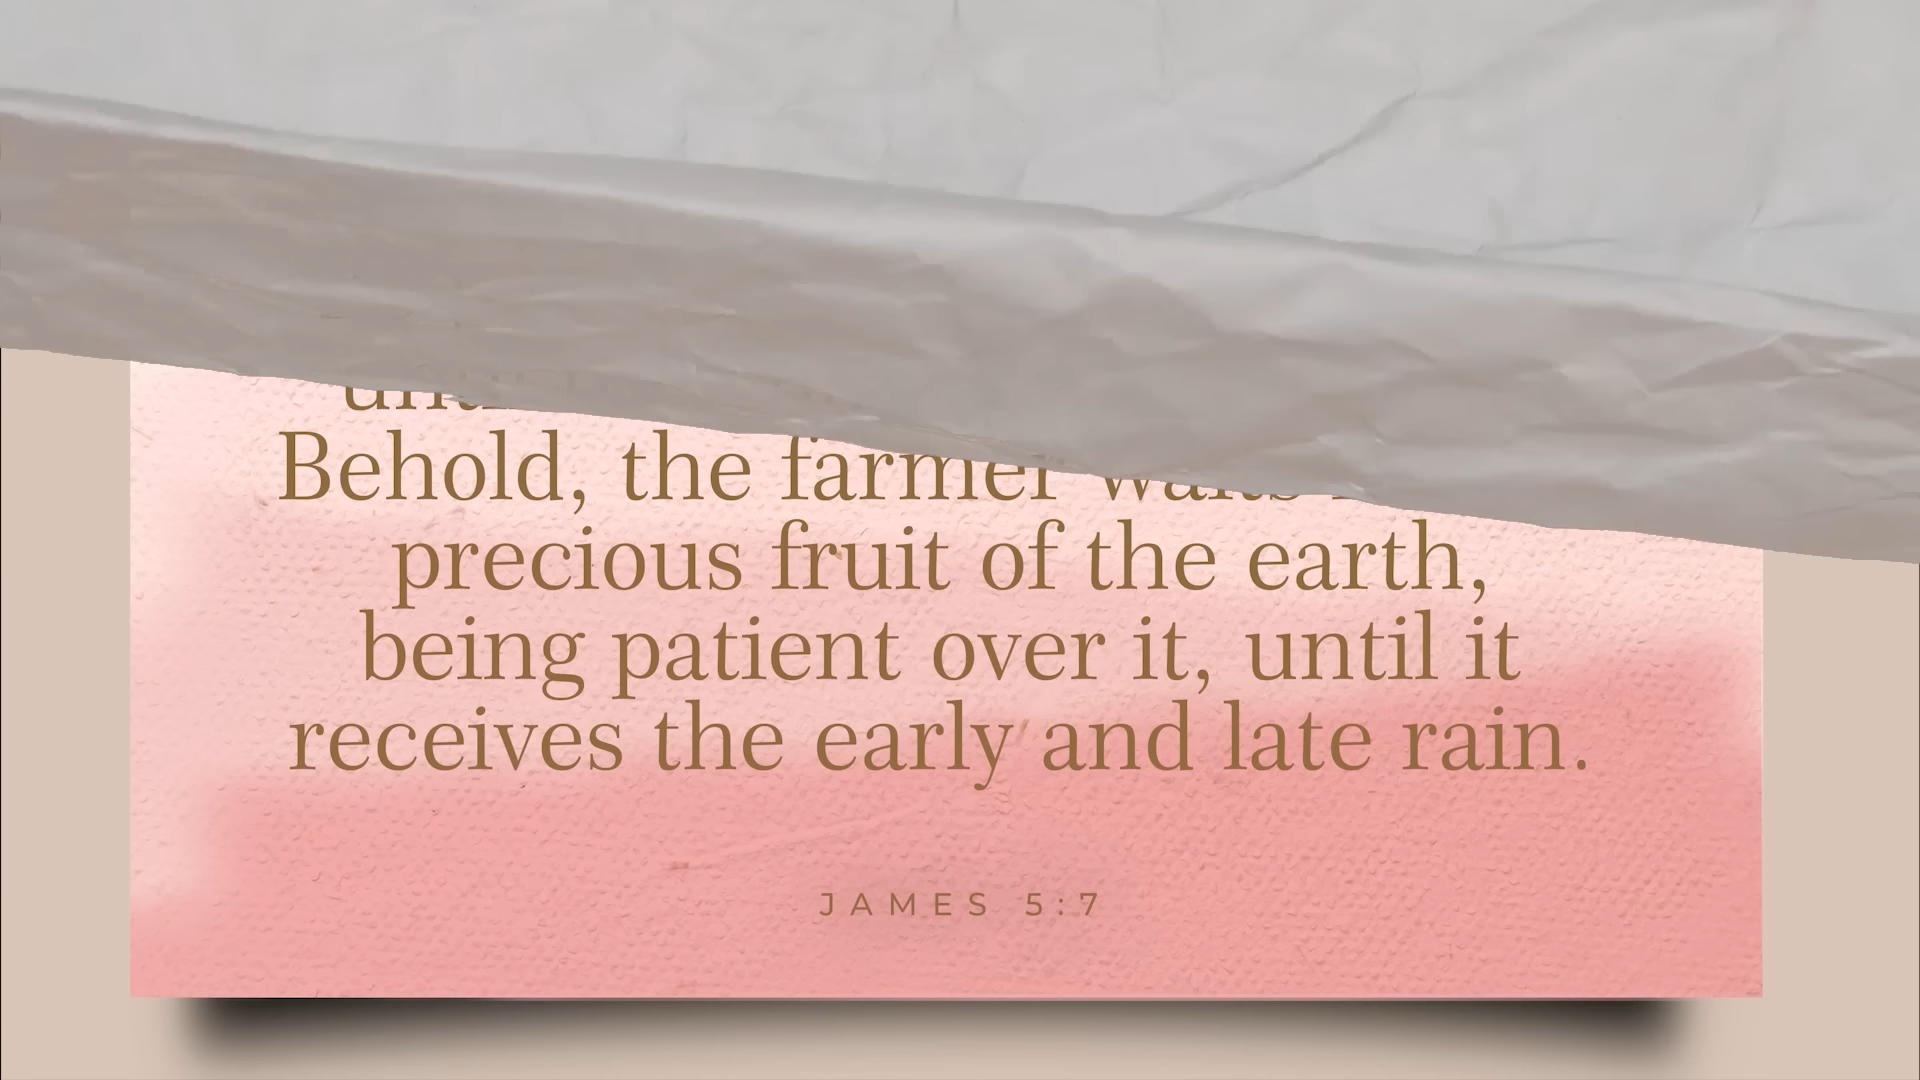 Behold, the farmer waits
precious fruit of the earth,
being patient over it, until it
receives the early and late rain.
JAMES 5:7